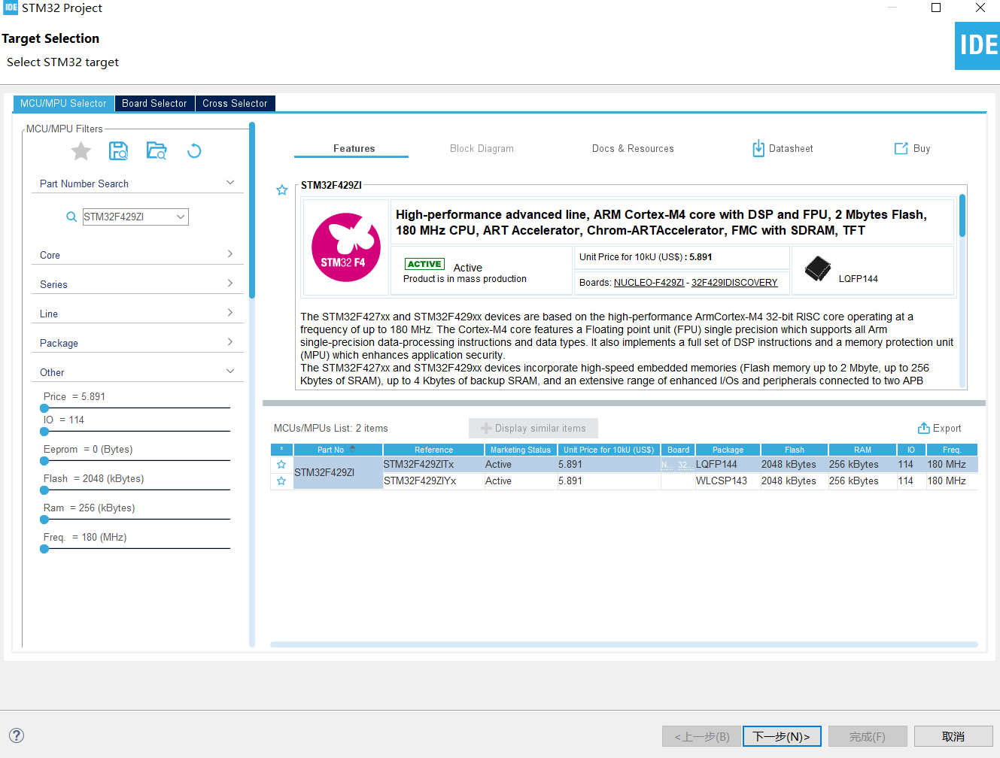 IDE STM32 Project
Target Selection
Select STM32 target
IDE
MCU/MPU Selector Board Selector Cross Selector
MCU/MPU Filters
Part Number Search
STM32F429ZI
Core
Series
Line
Package
Other
Price = 5.891
IO = 114
Eeprom = 0 (Bytes)
Flash = 2048 (kBytes)
Ram = 256 (kBytes)
Freq. = 180 (MHz)
Features Block Diagram Docs & Resources Datasheet Buy
STM32F429ZI
STM32 F4
High-performance advanced line, ARM Cortex-M4 core with DSP and FPU, 2 Mbytes Flash,
180 MHz CPU, ART Accelerator, Chrom-ARTAccelerator, FMC with SDRAM, TFT
ACTIVE Active
Product is in mass production
Unit Price for 10kU (US$) : 5.891
Boards: NUCLEO-F429ZI - 32F429IDISCOVERY
LQFP144
The STM32F427xx and STM32F429xx devices are based on the high-performance ArmCortex-M4 32-bit RISC core operating at a
frequency of up to 180 MHz. The Cortex-M4 core features a Floating point unit (FPU) single precision which supports all Arm
single-precision data-processing instructions and data types. It also implements a full set of DSP instructions and a memory protection unit
(MPU) which enhances application security.
The STM32F427xx and STM32F429xx devices incorporate high-speed embedded memories (Flash memory up to 2 Mbyte, up to 256
Kbytes of SRAM), up to 4 Kbytes of backup SRAM, and an extensive range of enhanced I/Os and peripherals connected to two APB
MCUs/MPUs List: 2 items Display similar items Export
* Part No Reference Marketing Status Unit Price for 10kU (US$) Board Package Flash RAM IO Freq.
STM32F429ZI STM32F429ZITx Active 5.891 N... 32... LQFP144 2048 kBytes 256 kBytes 114 180 MHz
STM32F429ZIYx Active 5.891 WLCSP143 2048 kBytes 256 kBytes 114 180 MHz
<上一步(B) 下一步(N)> 完成(F) 取消